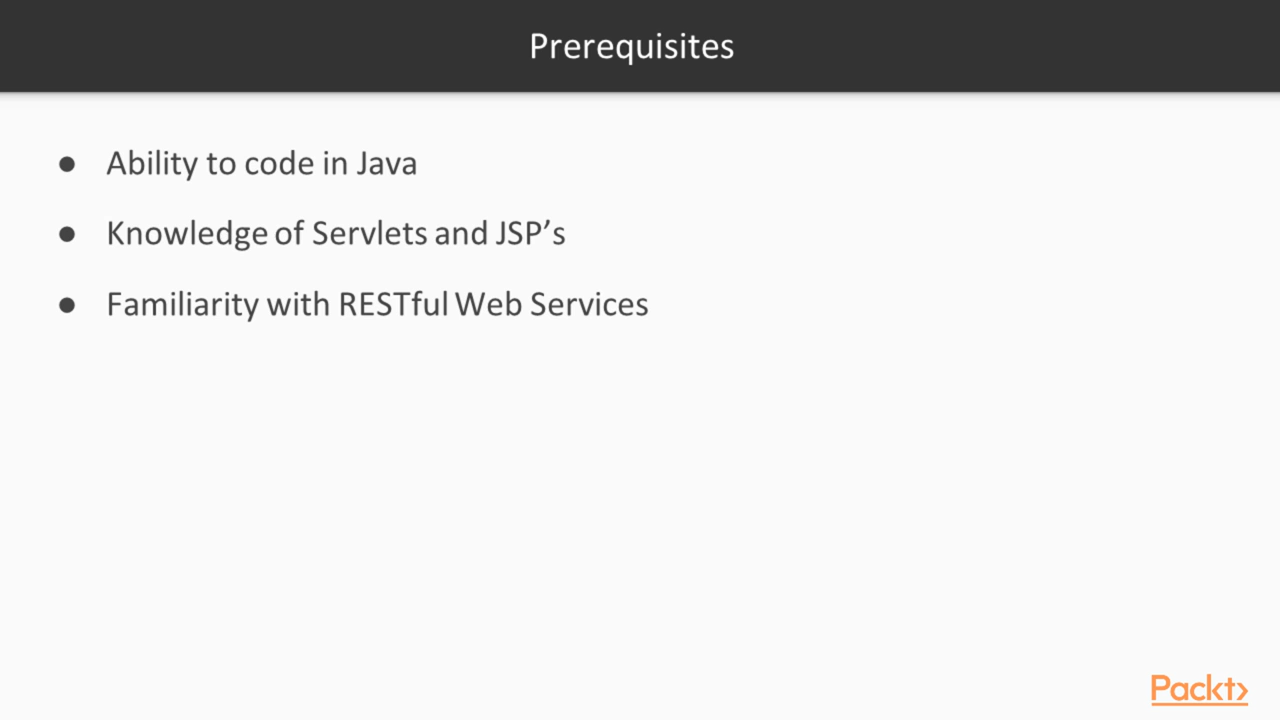 Prerequisites
● Ability to code in Java
● Knowledge of Servlets and JSP’s
● Familiarity with RESTful Web Services
Packt>